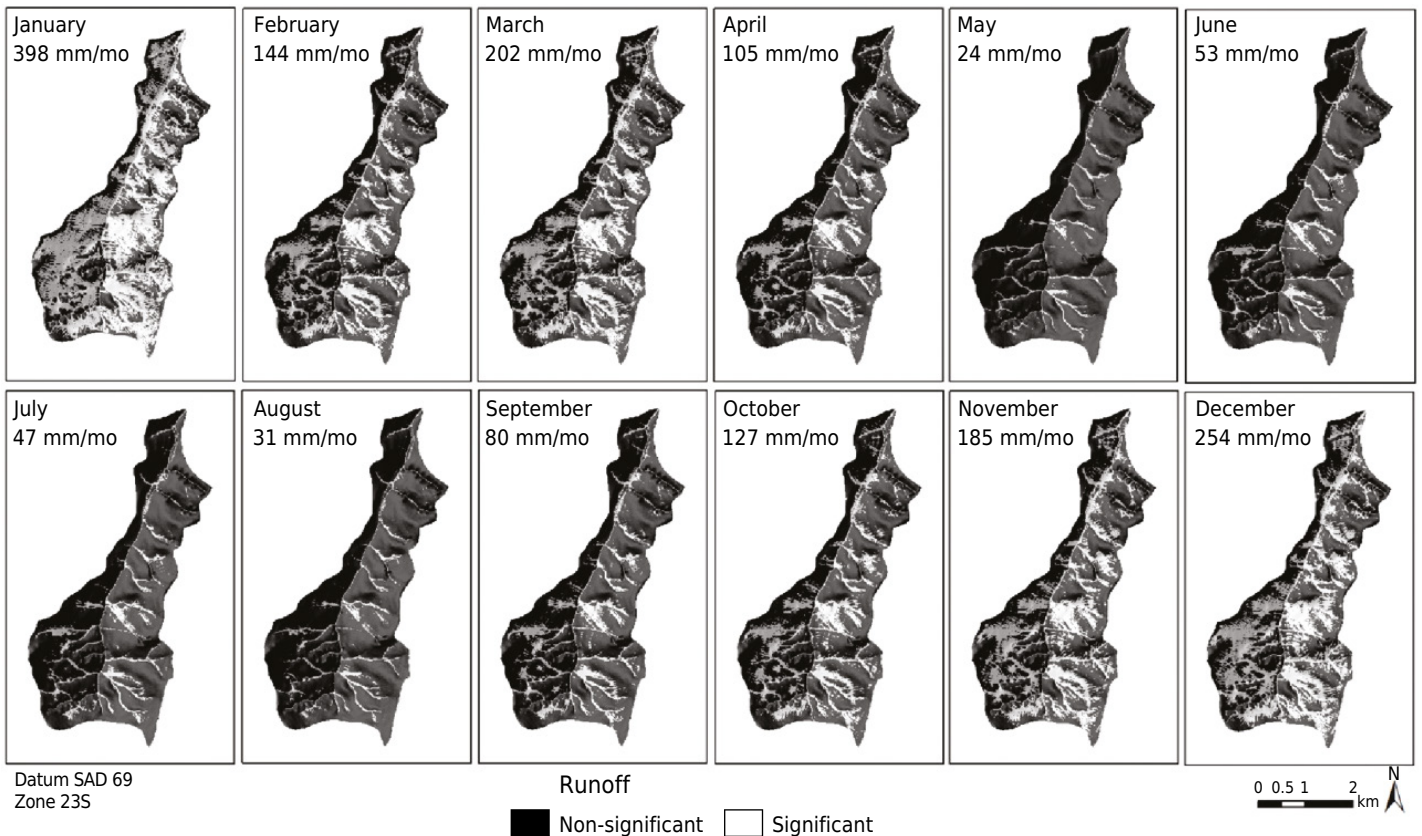 January
398 mm/mo
February
144 mm/mo
March
202 mm/mo
April
105 mm/mo
May
24 mm/mo
June
53 mm/mo
July
47 mm/mo
August
31 mm/mo
September
80 mm/mo
October
127 mm/mo
November
185 mm/mo
December
254 mm/mo
Datum SAD 69
Zone 23S
Runoff
Non-significant
Significant
0 0.5 1 2
km
N